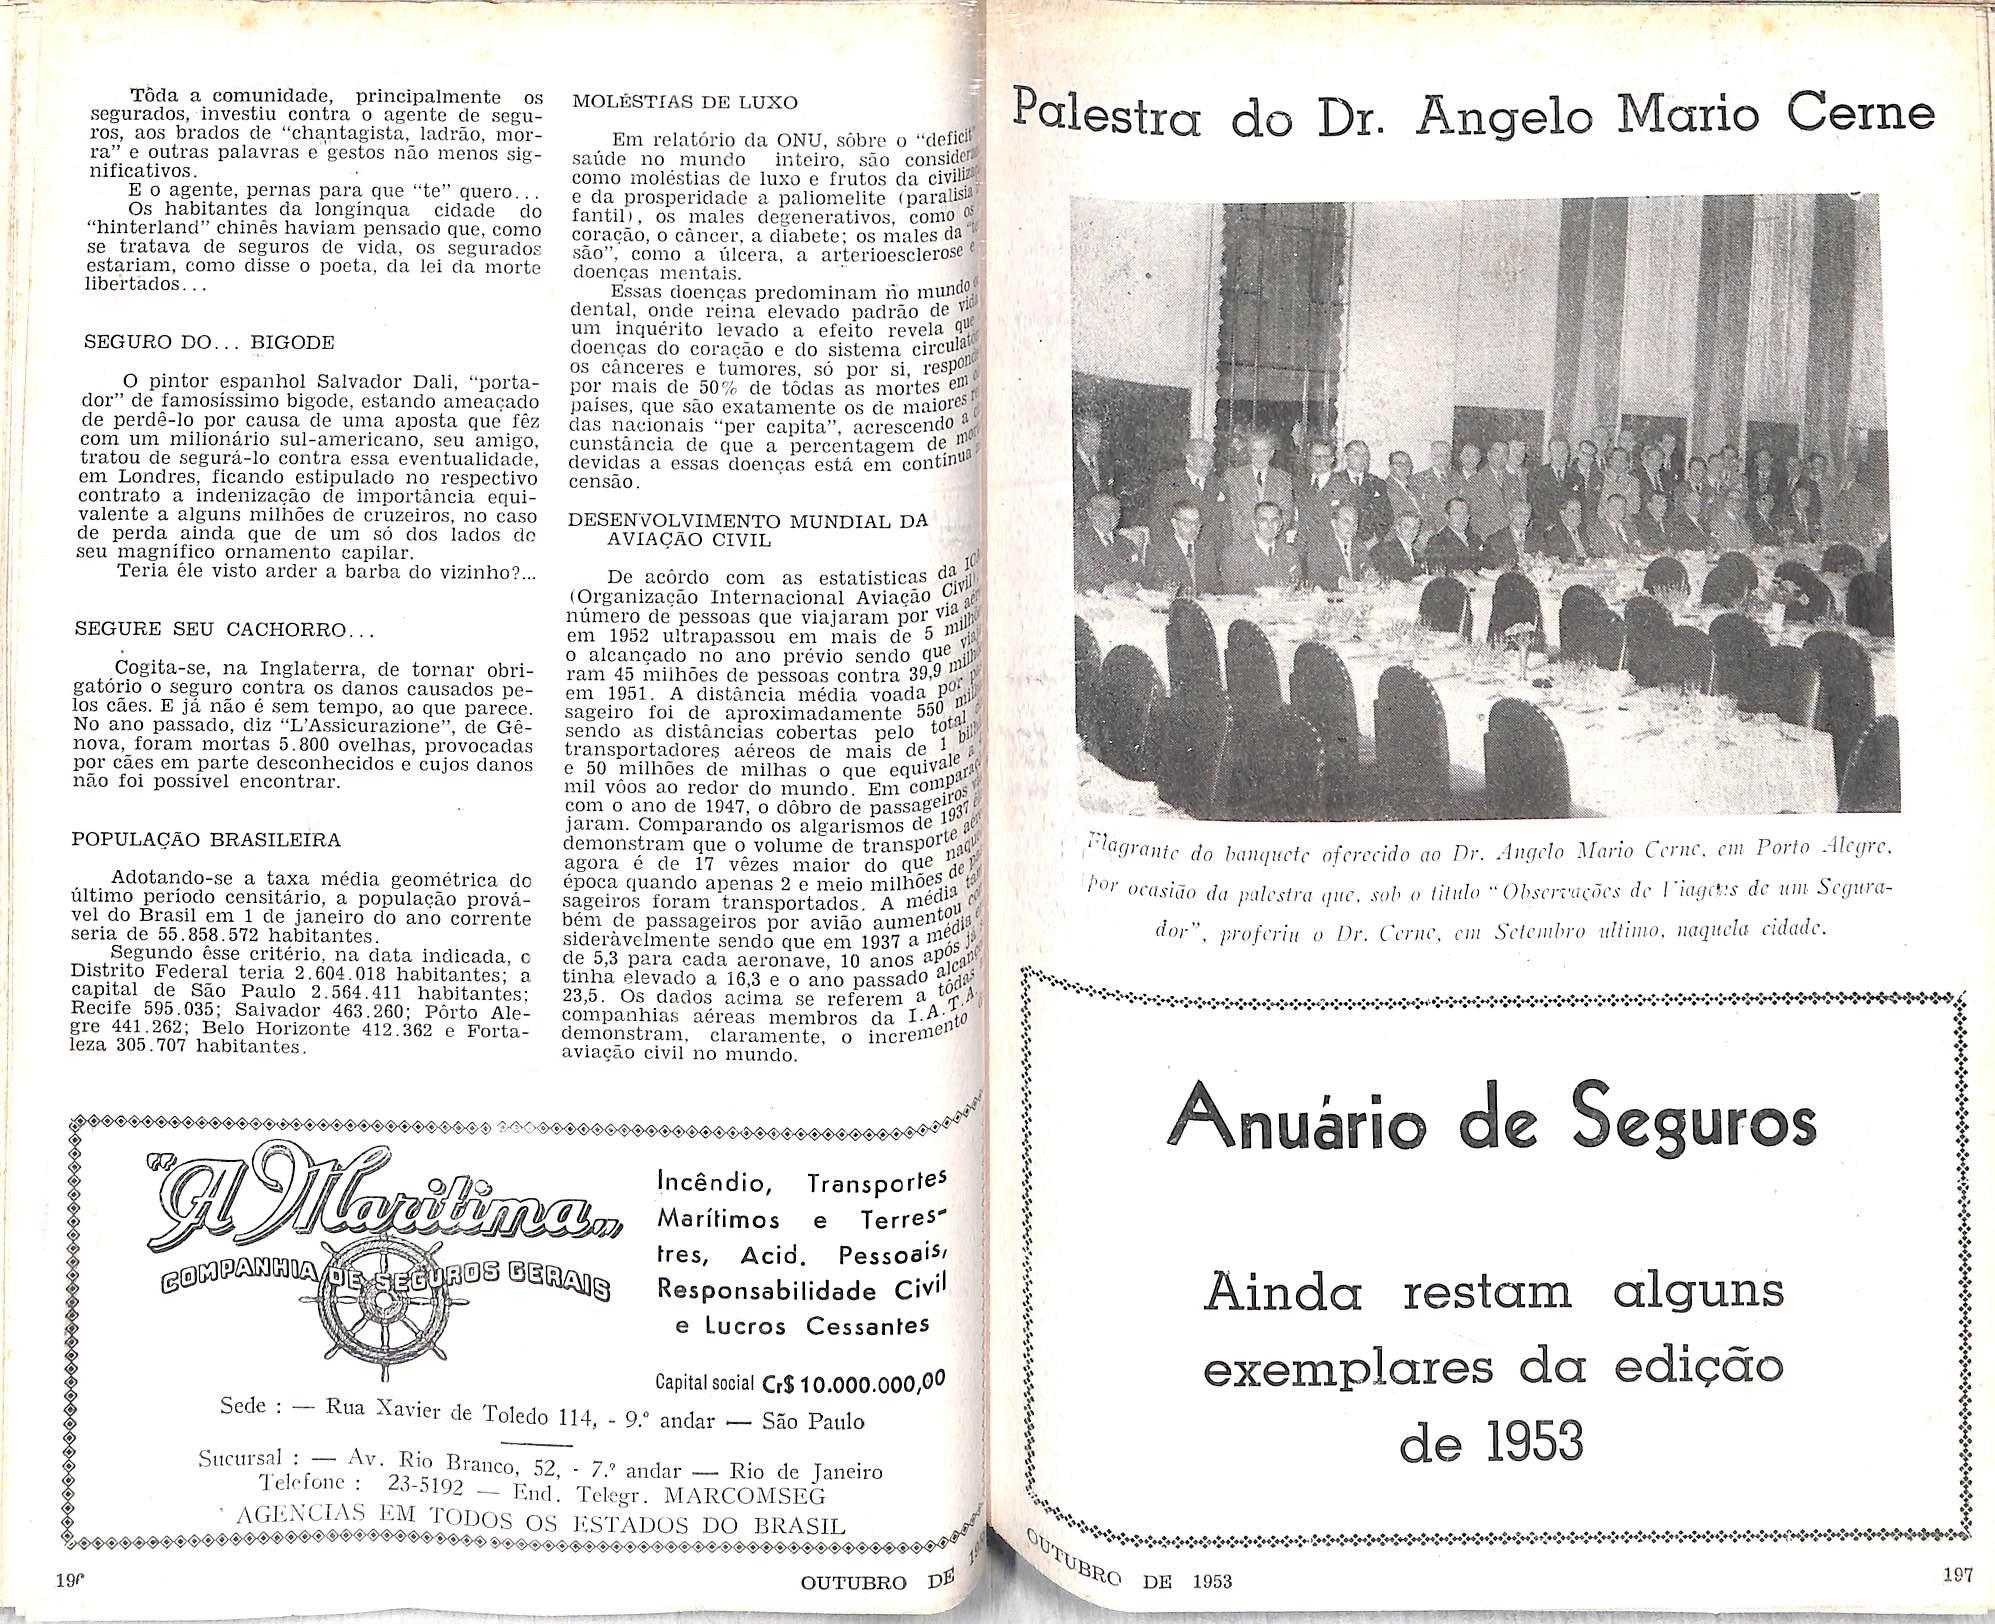 Tôda a comunidade, principalmente os
segurados, investiu contra o agente de segu-
ros, aos brados de “chantagista, ladrão, mor-
ra” e outras palavras e gestos não menos sig-
nificativos.
E o agente, pernas para que “te” quero...
Os habitantes da longínqua cidade do
“hinterland” chinês haviam pensado que, como
se tratava de seguros de vida, os segurados
estariam, como disse o poeta, da lei da morte
libertados...
SEGURO DO... BIGODE
O pintor espanhol Salvador Dali, “porta-
dor” de famosíssimo bigode, estando ameaçado
de perdê-lo por causa de uma aposta que fêz
com um milionário sul-americano, seu amigo,
tratou de segurá-lo contra essa eventualidade,
em Londres, ficando estipulado no respectivo
contrato a indenização de importância equi-
valente a alguns milhões de cruzeiros, no caso
de perda ainda que de um só dos lados do
seu magnífico ornamento capilar.
Teria êle visto arder a barba do vizinho?...
SEGURE SEU CACHORRO...
Cogita-se, na Inglaterra, de tornar obri-
gatório o seguro contra os danos causados pe-
los cães. E já não é sem tempo, ao que parece.
No ano passado, diz “L'Assicurazione”, de Gê-
nova, foram mortas 5.800 ovelhas, provocadas
por cães em parte desconhecidos e cujos danos
não foi possível encontrar.
POPULAÇÃO BRASILEIRA
Adotando-se a taxa média geométrica do
último período censitário, a população prová-
vel do Brasil em 1 de janeiro do ano corrente
seria de 55.858.572 habitantes.
Segundo êsse critério, na data indicada, o
Distrito Federal teria 2.604.018 habitantes; a
capital de São Paulo 2.564.411 habitantes;
Recife 595.035; Salvador 463.260; Pôrto Ale-
gre 441.262; Belo Horizonte 412.362 e Forta-
leza 305.707 habitantes.
MOLÉSTIAS DE LUXO
Em relatório da ONU, sôbre o “deficit”
saúde no mundo inteiro, são
como moléstias de luxo e frutos da
e da prosperidade a paliomelite (paralisia
fantil), os males degenerativos, como os
coração, o câncer, a diabete; os males da
são”, como a úlcera, a arterioesclerose e
doenças mentais.
Essas doenças predominam no mundo
dental, onde reina elevado padrão de vida
um inquérito levado a efeito revela que
doenças do coração e do sistema
os cânceres e tumores, só por si,
por mais de 50% de tôdas as mortes em
países, que são exatamente os de maiores
das nacionais “per capita”, acrescendo a
cunstância de que a percentagem de
devidas a essas doenças está em contínua
censão.
DESENVOLVIMENTO MUNDIAL DA
AVIAÇÃO CIVIL
De acôrdo com as estatísticas da
(Organização Internacional Aviação Civil)
número de pessoas que viajaram por via
em 1952 ultrapassou em mais de 5
o alcançado no ano prévio sendo que
ram 45 milhões de pessoas contra 39,9
em 1951. A distância média voada por
sageiro foi de aproximadamente 550
sendo as distâncias cobertas pelo total
transportadores aéreos de mais de 1
e 50 milhões de milhas o que equivale a
mil vôos ao redor do mundo. Em
com o ano de 1947, o dôbro de passageiros
jaram. Comparando os algarismos de 1937
demonstram que o volume de transporte
agora é de 17 vêzes maior do que
época quando apenas 2 e meio milhões de
sageiros foram transportados. A média
bém de passageiros por avião aumentou
sideràvelmente sendo que em 1937 a média
de 5,3 para cada aeronave, 10 anos após já
tinha elevado a 16,3 e o ano passado
23,5. Os dados acima se referem a tôdas
companhias aéreas membros da I.A.T.A.
demonstram, claramente, o incremento
aviação civil no mundo.
“A Maritima„
COMPANHIA DE SEGUROS GERAIS
Incêndio, Transportes
Marítimos e Terres-
tres, Acid. Pessoais,
Responsabilidade Civil
e Lucros Cessantes
Capital social Cr$ 10.000.000,00
Sede : — Rua Xavier de Toledo 114, - 9.º andar — São Paulo
Sucursal : — Av. Rio Branco, 52, - 7.º andar — Rio de Janeiro
Telefone : 23-5192 — End. Telegr. MARCOMSEG
AGENCIAS EM TODOS OS ESTADOS DO BRASIL
OUTUBRO DE
Palestra do Dr. Angelo Mario Cerne
Flagrante do banquete oferecido ao Dr. Angelo Mario Cerne, em Porto Alegre,
por ocasião da palestra que, sob o título “Observações de Viagens de um Segura-
dor”, proferiu o Dr. Cerne, em Setembro ultimo, naquela cidade.
Anuário de Seguros
Ainda restam alguns
exemplares da edição
de 1953
OUTUBRO DE 1953
197